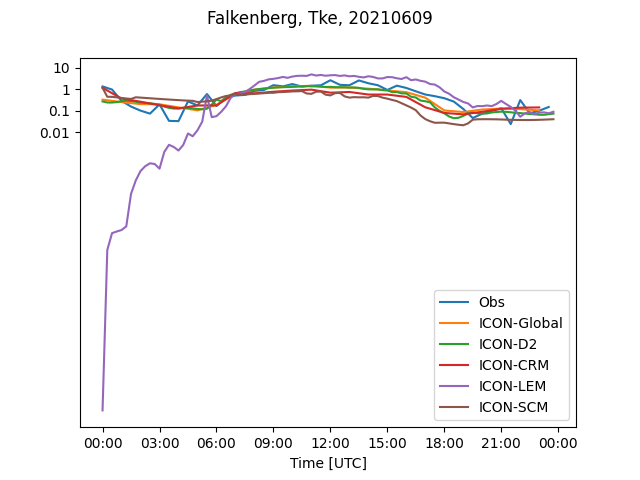 Falkenberg, Tke, 20210609
10
1
0.1
0.01
Obs
ICON-Global
ICON-D2
ICON-CRM
ICON-LEM
ICON-SCM
00:00 03:00 06:00 09:00 12:00 15:00 18:00 21:00 00:00
Time [UTC]